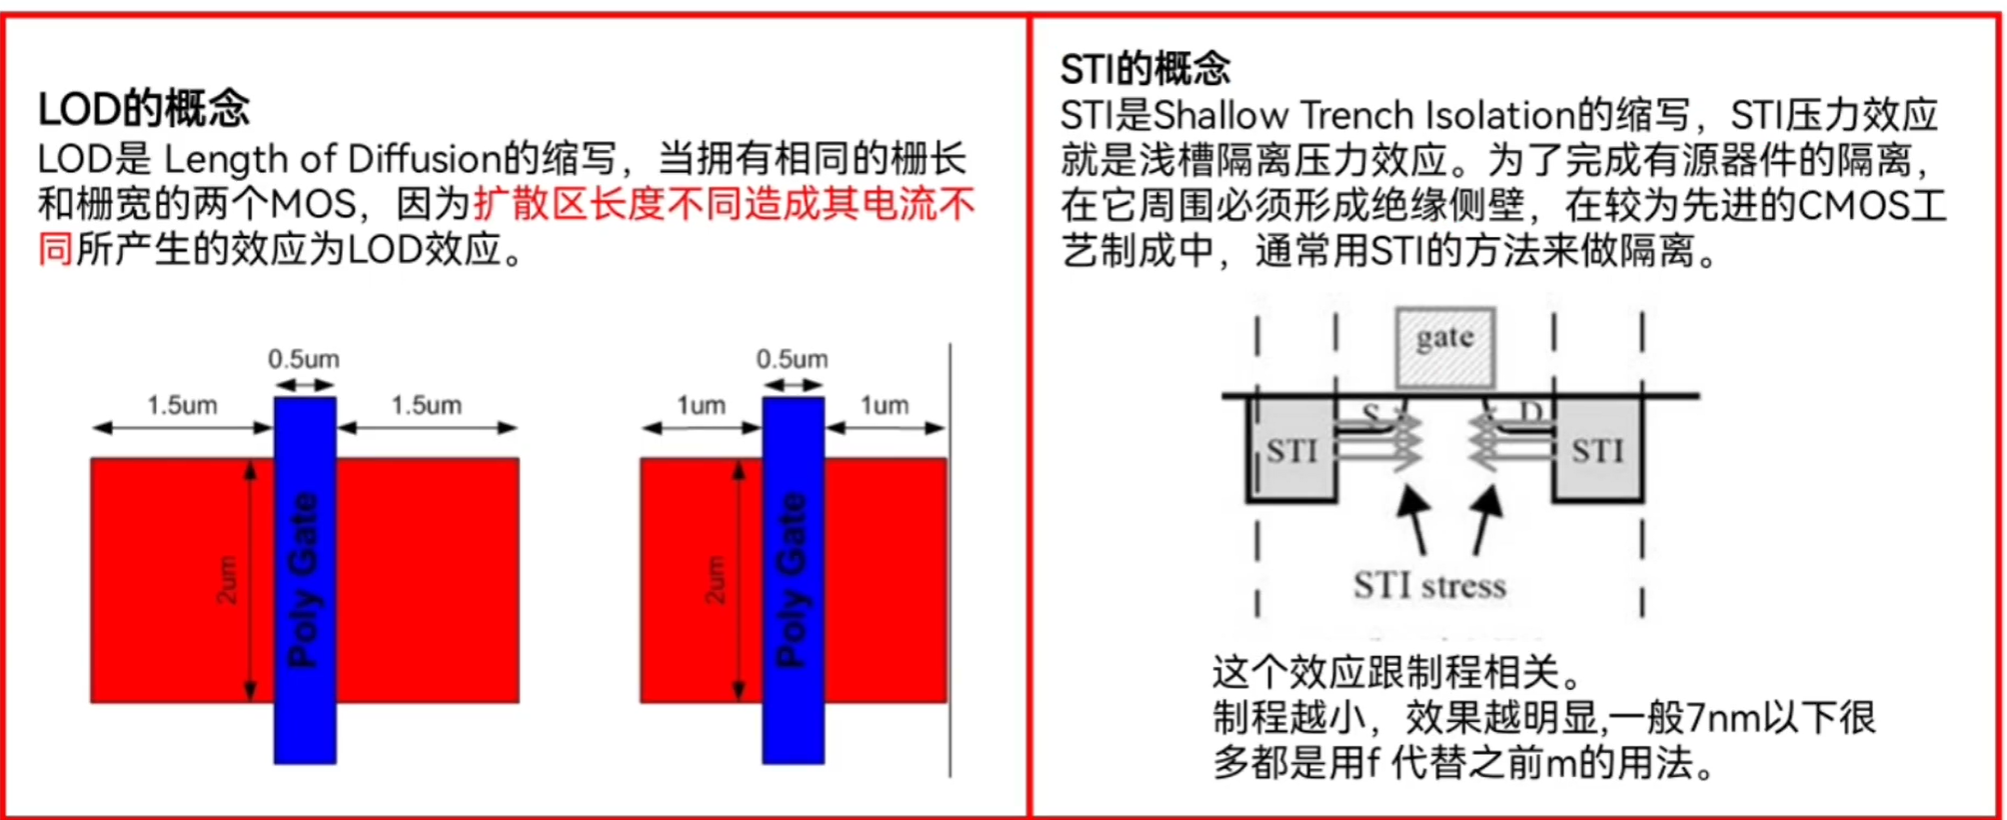 LOD的概念
LOD是 Length of Diffusion的缩写，当拥有相同的栅长
和栅宽的两个MOS，因为扩散区长度不同造成其电流不
同所产生的效应为LOD效应。
0.5um
1.5um
1.5um
2um
Poly Gate
0.5um
1um
1um
2um
Poly Gate
STI的概念
STI是Shallow Trench Isolation的缩写，STI压力效应
就是浅槽隔离压力效应。为了完成有源器件的隔离，
在它周围必须形成绝缘侧壁，在较为先进的CMOS工
艺制成中，通常用STI的方法来做隔离。
gate
S
D
STI
STI
STI stress
这个效应跟制程相关。
制程越小，效果越明显,一般7nm以下很
多都是用f 代替之前m的用法。